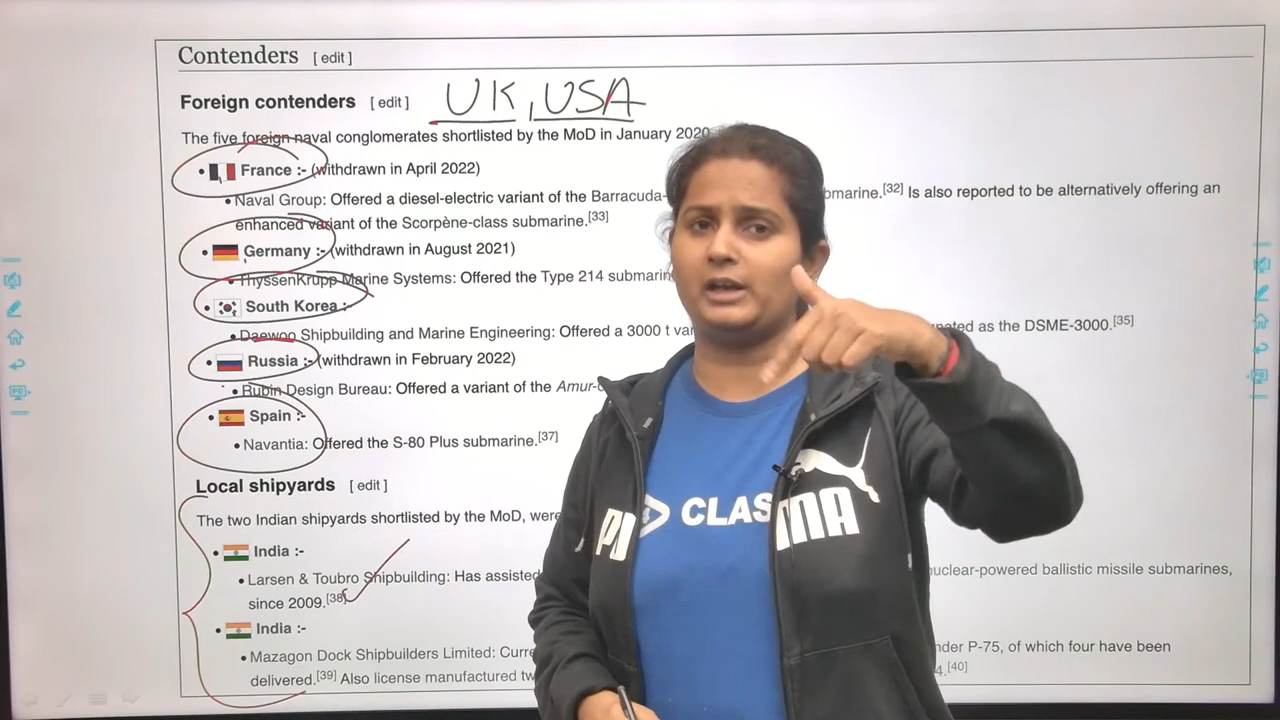 Contenders [ edit ]
Foreign contenders [ edit ] UK, USA
The five foreign naval conglomerates shortlisted by the MoD in January 2020
• France :- (withdrawn in April 2022)
• Naval Group: Offered a diesel-electric variant of the Barracuda- bmarine.[32] Is also reported to be alternatively offering an
enhanced variant of the Scorpène-class submarine.[33]
• Germany :- (withdrawn in August 2021)
• ThyssenKrupp Marine Systems: Offered the Type 214 submarin
• South Korea :-
• Daewoo Shipbuilding and Marine Engineering: Offered a 3000 t var nated as the DSME-3000.[35]
• Russia :- (withdrawn in February 2022)
• Rubin Design Bureau: Offered a variant of the Amur-
• Spain :-
• Navantia: Offered the S-80 Plus submarine.[37]
Local shipyards [ edit ]
The two Indian shipyards shortlisted by the MoD, were
• India :-
• Larsen & Toubro Shipbuilding: Has assisted nuclear-powered ballistic missile submarines,
since 2009.[38]
• India :-
• Mazagon Dock Shipbuilders Limited: Curre nder P-75, of which four have been
delivered.[39] Also license manufactured tw 4.[40]
CLAS
PUMA